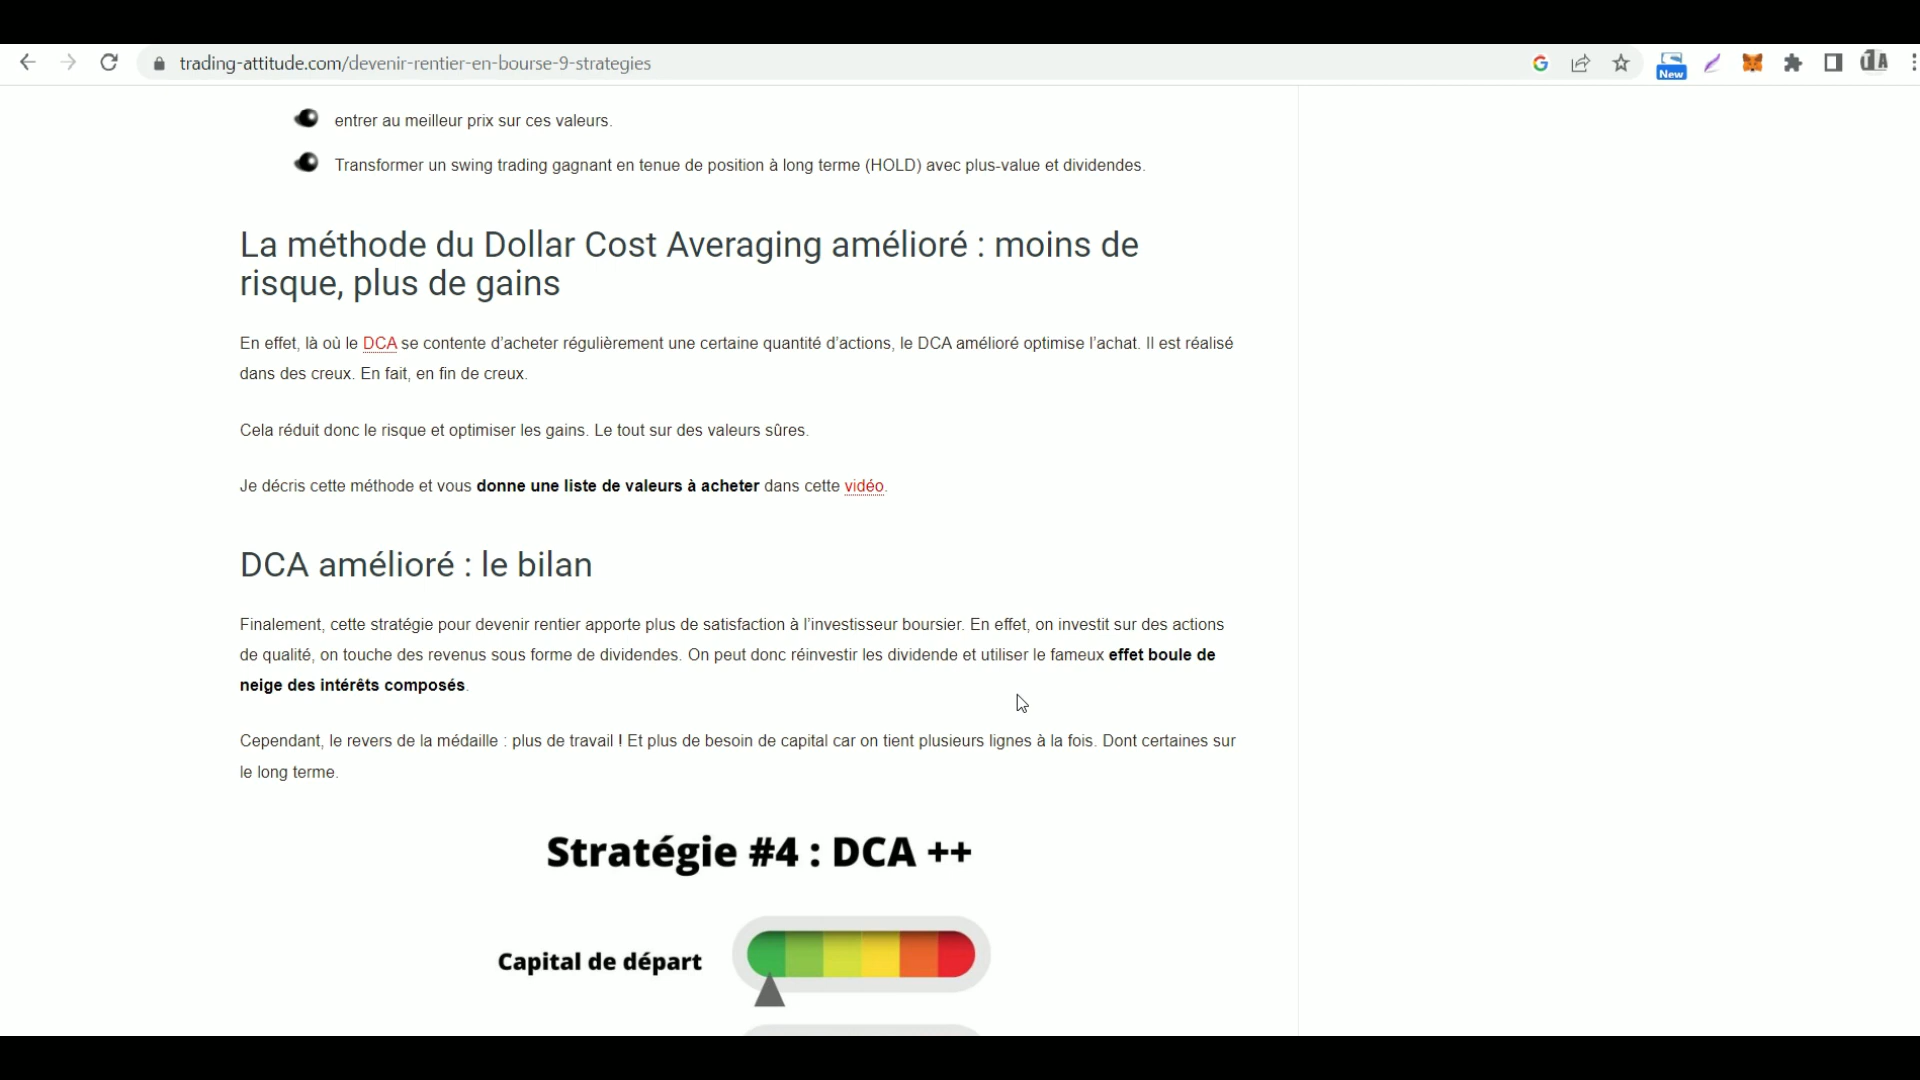 trading-attitude.com/devenir-rentier-en-bourse-9-strategies
New
entrer au meilleur prix sur ces valeurs.
Transformer un swing trading gagnant en tenue de position à long terme (HOLD) avec plus-value et dividendes.
La méthode du Dollar Cost Averaging amélioré : moins de
risque, plus de gains
En effet, là où le DCA se contente d'acheter régulièrement une certaine quantité d'actions, le DCA amélioré optimise l'achat. Il est réalisé
dans des creux. En fait, en fin de creux.
Cela réduit donc le risque et optimiser les gains. Le tout sur des valeurs sûres.
Je décris cette méthode et vous donne une liste de valeurs à acheter dans cette vidéo.
DCA amélioré : le bilan
Finalement, cette stratégie pour devenir rentier apporte plus de satisfaction à l'investisseur boursier. En effet, on investit sur des actions
de qualité, on touche des revenus sous forme de dividendes. On peut donc réinvestir les dividende et utiliser le fameux effet boule de
neige des intérêts composés.
Cependant, le revers de la médaille : plus de travail ! Et plus de besoin de capital car on tient plusieurs lignes à la fois. Dont certaines sur
le long terme.
Stratégie #4 : DCA ++
Capital de départ